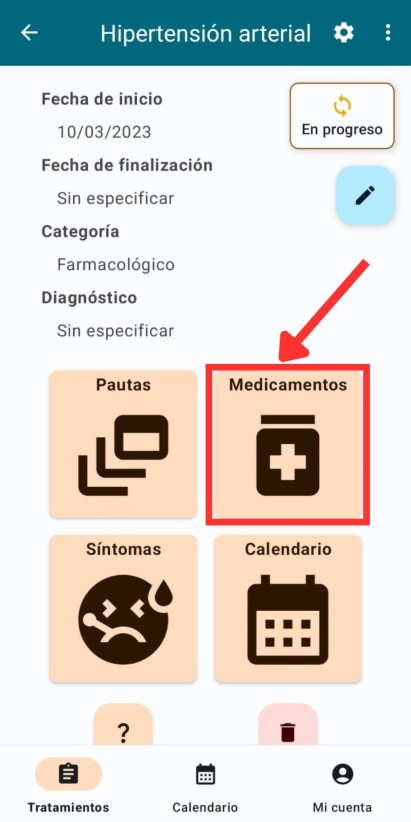 Hipertensión arterial
Fecha de inicio
10/03/2023
En progreso
Fecha de finalización
Sin especificar
Categoría
Farmacológico
Diagnóstico
Sin especificar
Pautas
Medicamentos
Síntomas
Calendario
?
Tratamientos
Calendario
Mi cuenta